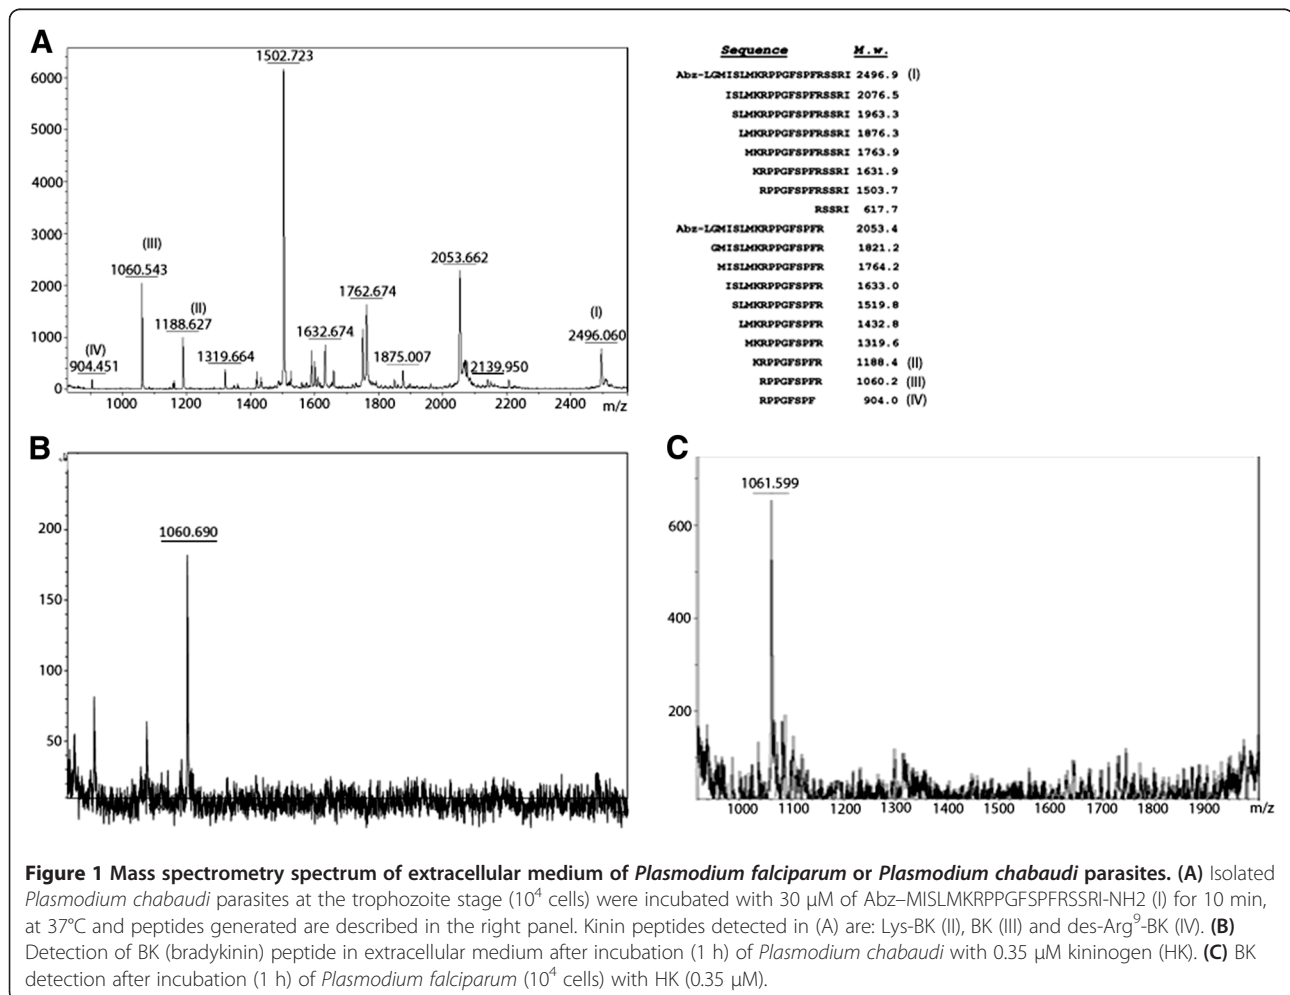 A
1502.723
6000
5000
4000
3000
2000
1000
0
(III)
1060.543
(II)
1188.627
(IV)
904.451
1319.664
1632.674
1762.674
1875.007
2053.662
2139.950
(I)
2496.060
1000 1200 1400 1600 1800 2000 2200 2400 m/z
Sequence M.w.
Abz-LGMISLMKRPPGFSPFRSSRI 2496.9 (I)
ISLMKRPPGFSPFRSSRI 2076.5
SLMKRPPGFSPFRSSRI 1963.3
LMKRPPGFSPFRSSRI 1876.3
MKRPPGFSPFRSSRI 1763.9
KRPPGFSPFRSSRI 1631.9
RPPGFSPFRSSRI 1503.7
RSSRI 617.7
Abz-LGMISLMKRPPGFSPFR 2053.4
GMISLMKRPPGFSPFR 1821.2
MISLMKRPPGFSPFR 1764.2
ISLMKRPPGFSPFR 1633.0
SLMKRPPGFSPFR 1519.8
LMKRPPGFSPFR 1432.8
MKRPPGFSPFR 1319.6
KRPPGFSPFR 1188.4 (II)
RPPGFSPFR 1060.2 (III)
RPPGFSPF 904.0 (IV)
B
1060.690
200
150
100
50
C
1061.599
600
400
200
1000 1100 1200 1300 1400 1500 1600 1700 1800 1900 m/z
Figure 1 Mass spectrometry spectrum of extracellular medium of Plasmodium falciparum or Plasmodium chabaudi parasites. (A) Isolated
Plasmodium chabaudi parasites at the trophozoite stage (10⁴ cells) were incubated with 30 μM of Abz–MISLMKRPPGFSPFRSSRI-NH2 (I) for 10 min,
at 37°C and peptides generated are described in the right panel. Kinin peptides detected in (A) are: Lys-BK (II), BK (III) and des-Arg⁹-BK (IV). (B)
Detection of BK (bradykinin) peptide in extracellular medium after incubation (1 h) of Plasmodium chabaudi with 0.35 μM kininogen (HK). (C) BK
detection after incubation (1 h) of Plasmodium falciparum (10⁴ cells) with HK (0.35 μM).